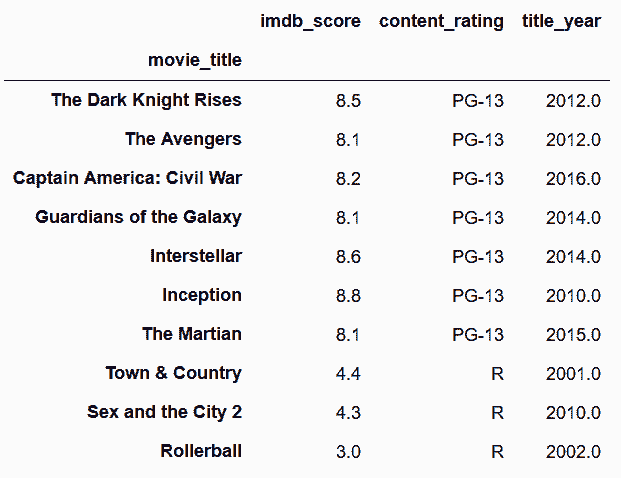 imdb_score content_rating title_year
movie_title
The Dark Knight Rises 8.5 PG-13 2012.0
The Avengers 8.1 PG-13 2012.0
Captain America: Civil War 8.2 PG-13 2016.0
Guardians of the Galaxy 8.1 PG-13 2014.0
Interstellar 8.6 PG-13 2014.0
Inception 8.8 PG-13 2010.0
The Martian 8.1 PG-13 2015.0
Town & Country 4.4 R 2001.0
Sex and the City 2 4.3 R 2010.0
Rollerball 3.0 R 2002.0